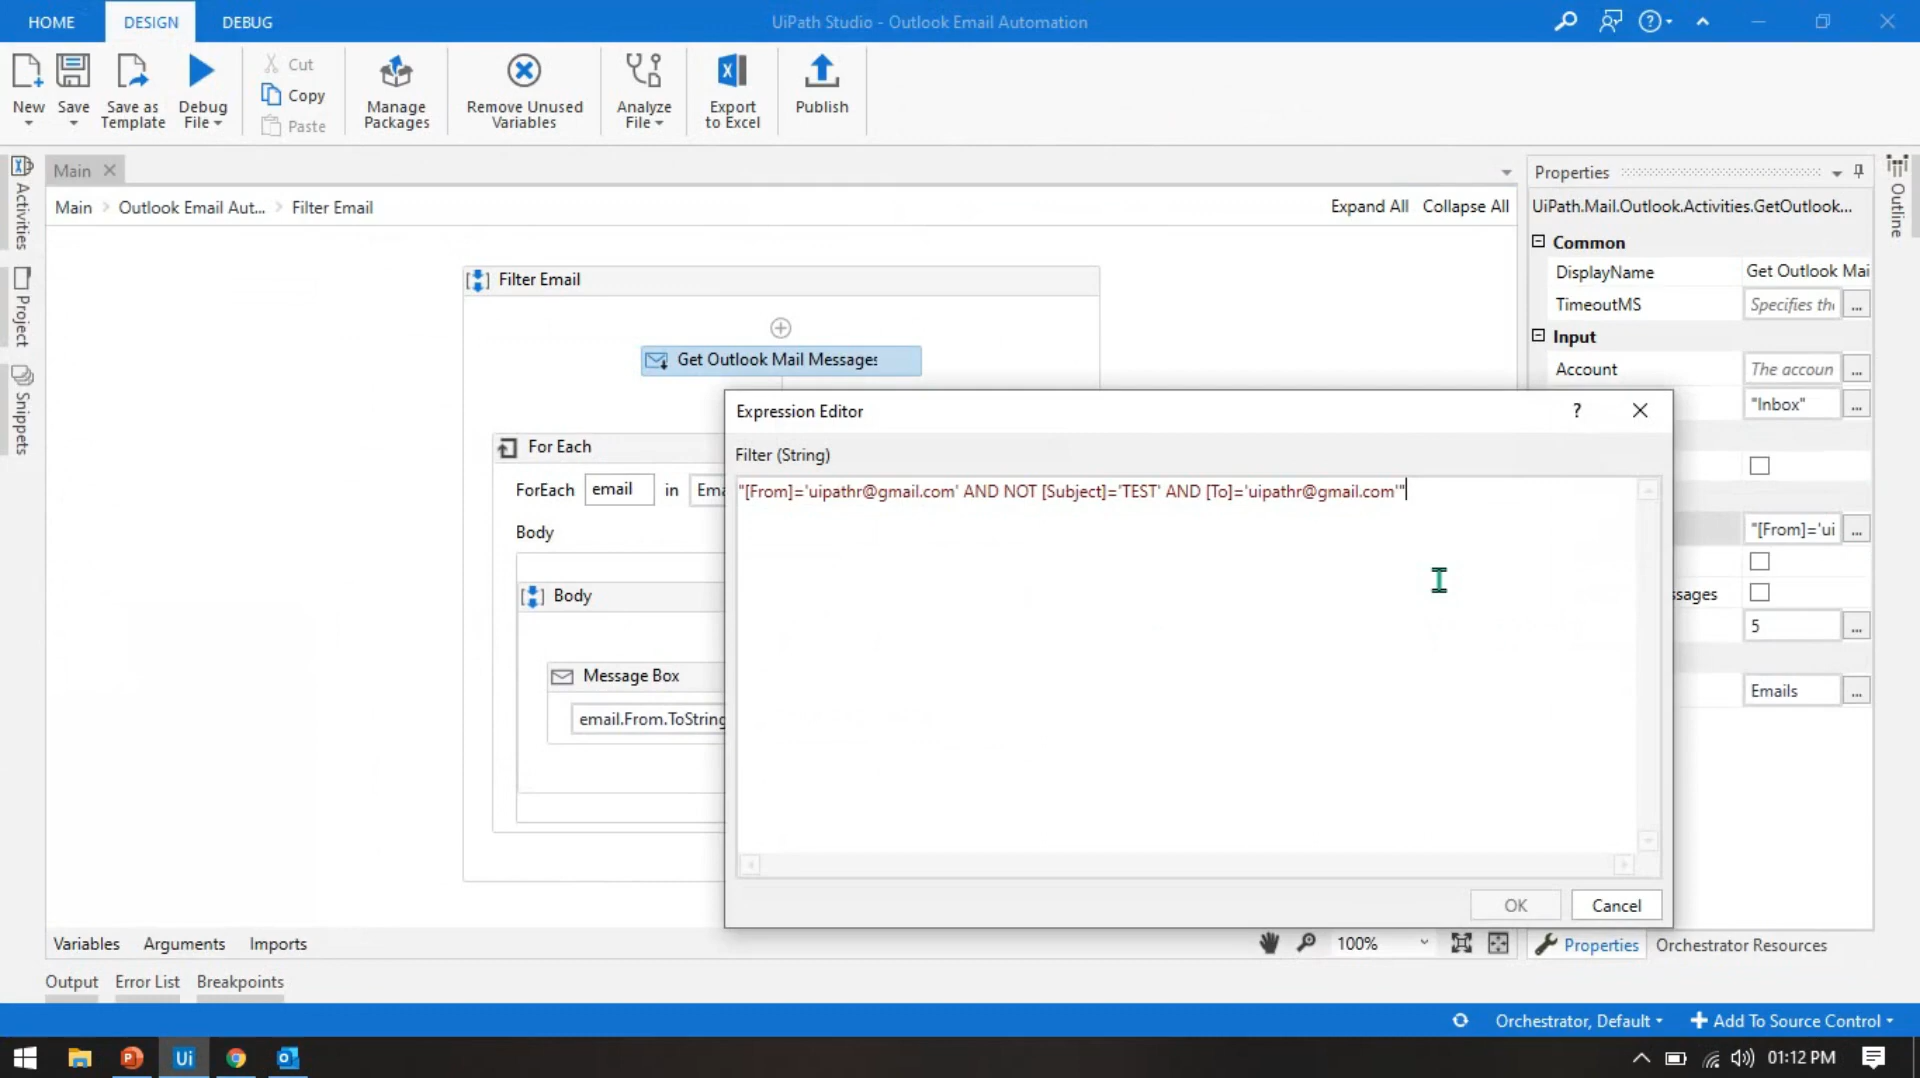 HOME DESIGN DEBUG UiPath Studio - Outlook Email Automation
New Save Save as Template Debug File Cut Copy Paste Manage Packages Remove Unused Variables Analyze File Export to Excel Publish
Activities
Project
Snippets
Main
Main Outlook Email Aut... Filter Email Expand All Collapse All
Filter Email
Get Outlook Mail Messages
For Each
ForEach email in Ema
Body
Body
Message Box
email.From.ToString
Expression Editor ?
Filter (String)
"[From]='uipathr@gmail.com' AND NOT [Subject]='TEST' AND [To]='uipathr@gmail.com'"
OK Cancel
Properties
UiPath.Mail.Outlook.Activities.GetOutlook...
Common
DisplayName Get Outlook Mai
TimeoutMS Specifies the ...
Input
Account The accoun ...
"Inbox" ...
"[From]='ui ...
ssages
5 ...
Emails ...
Outline
Variables Arguments Imports 100% Properties Orchestrator Resources
Output Error List Breakpoints
Orchestrator, Default Add To Source Control
Ui 01:12 PM